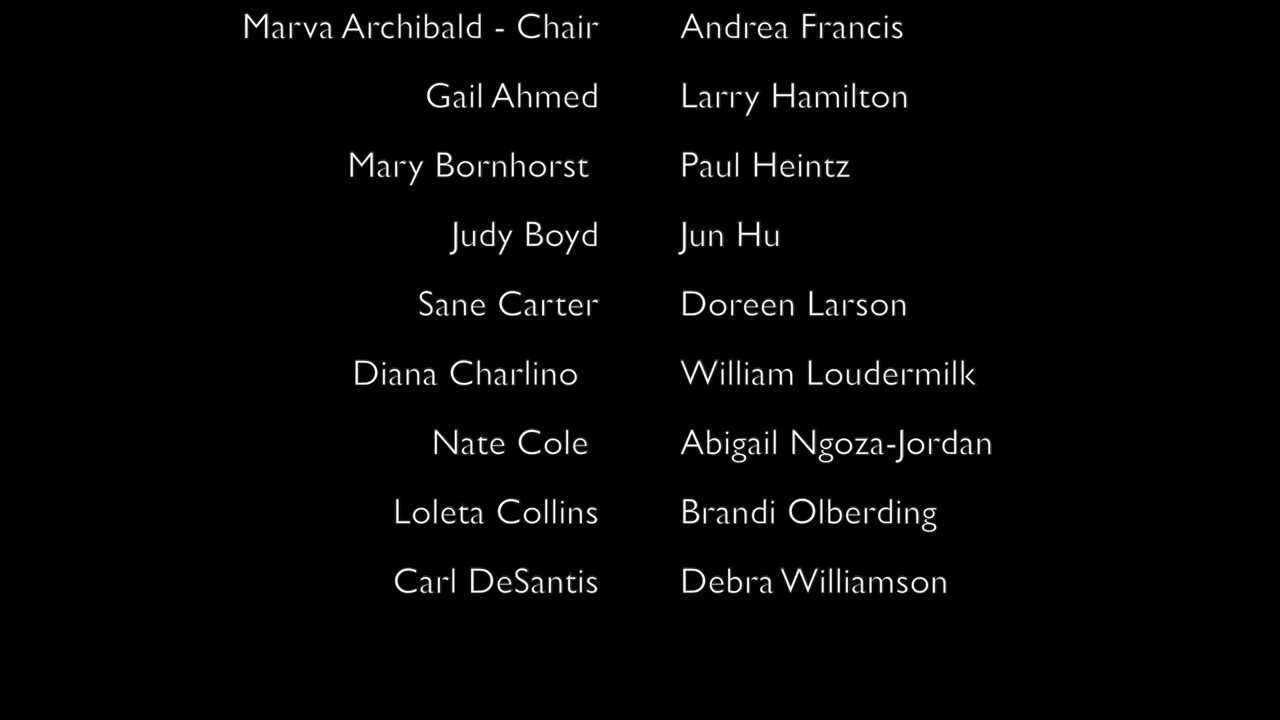 Marva Archibald - Chair
Gail Ahmed
Mary Bornhorst
Judy Boyd
Sane Carter
Diana Charlino
Nate Cole
Loleta Collins
Carl DeSantis
Andrea Francis
Larry Hamilton
Paul Heintz
Jun Hu
Doreen Larson
William Loudermilk
Abigail Ngoza-Jordan
Brandi Olberding
Debra Williamson